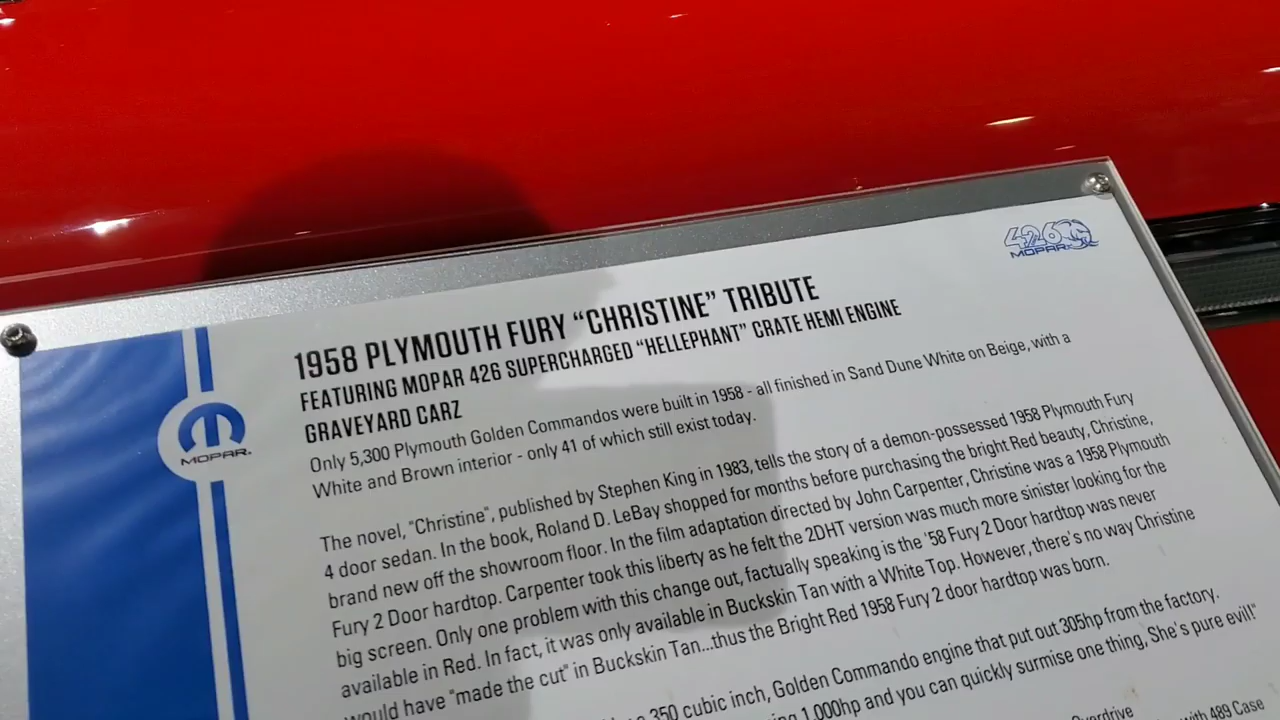 426
MOPAR
1958 PLYMOUTH FURY “CHRISTINE” TRIBUTE
FEATURING MOPAR 426 SUPERCHARGED “HELLEPHANT” CRATE HEMI ENGINE
GRAVEYARD CARZ
MOPAR
Only 5,300 Plymouth Golden Commandos were built in 1958 - all finished in Sand Dune White on Beige, with a
White and Brown interior - only 41 of which still exist today.
The novel, "Christine", published by Stephen King in 1983, tells the story of a demon-possessed 1958 Plymouth Fury
4 door sedan. In the book, Roland D. LeBay shopped for months before purchasing the bright Red beauty, Christine,
brand new off the showroom floor. In the film adaptation directed by John Carpenter, Christine was a 1958 Plymouth
Fury 2 Door hardtop. Carpenter took this liberty as he felt the 2DHT version was much more sinister looking for the
big screen. Only one problem with this change out, factually speaking is the '58 Fury 2 Door hardtop was never
available in Red. In fact, it was only available in Buckskin Tan with a White Top. However, there's no way Christine
would have "made the cut" in Buckskin Tan...thus the Bright Red 1958 Fury 2 door hardtop was born.
350 cubic inch, Golden Commando engine that put out 305hp from the factory.
1,000hp and you can quickly surmise one thing, She's pure evil!"
Overdrive
with 489 Case